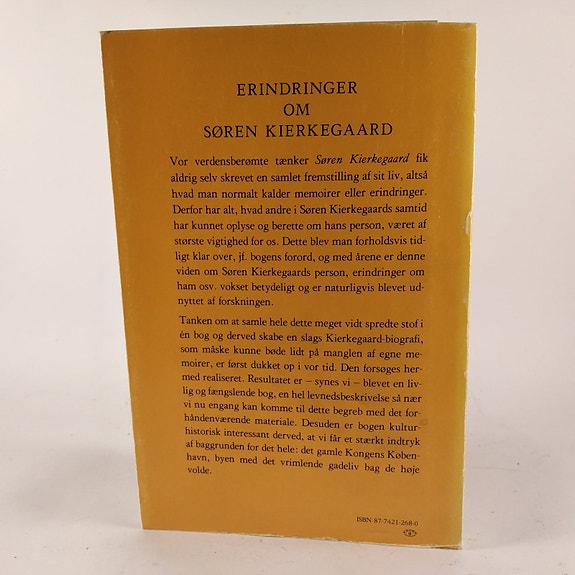 ERINDRINGER
OM
SØREN KIERKEGAARD
Vor verdensberømte tænker Søren Kierkegaard fik
aldrig selv skrevet en samlet fremstilling af sit liv, altså
hvad man normalt kalder memoirer eller erindringer.
Derfor har alt, hvad andre i Søren Kierkegaards samtid
har kunnet oplyse og berette om hans person, været af
største vigtighed for os. Dette blev man forholdsvis tid-
ligt klar over, jf. bogens forord, og med årene er denne
viden om Søren Kierkegaards person, erindringer om
ham osv. vokset betydeligt og er naturligvis blevet ud-
nyttet af forskningen.
Tanken om at samle hele dette meget vidt spredte stof i
én bog og derved skabe en slags Kierkegaard-biografi,
som måske kunne bøde lidt på manglen af egne me-
moirer, er først dukket op i vor tid. Den forsøges her-
med realiseret. Resultatet er – synes vi – blevet en liv-
lig og fængslende bog, en hel levnedsbeskrivelse så nær
vi nu engang kan komme til dette begreb med det for-
håndenværende materiale. Desuden er bogen kultur-
historisk interessant derved, at vi får et stærkt indtryk
af baggrunden for det hele: det gamle Kongens Køben-
havn, byen med det vrimlende gadeliv bag de høje
volde.
ISBN 87-7421-268-0